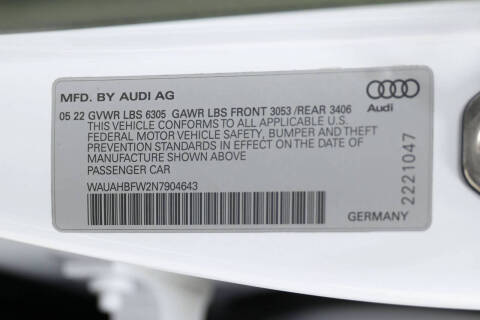 MFD. BY AUDI AG
05 22 GVWR LBS 6305 GAWR LBS FRONT 3053 /REAR 3406
THIS VEHICLE CONFORMS TO ALL APPLICABLE U.S.
FEDERAL MOTOR VEHICLE SAFETY, BUMPER AND THEFT
PREVENTION STANDARDS IN EFFECT ON THE DATE OF
MANUFACTURE SHOWN ABOVE
PASSENGER CAR
WAUAHBFW2N7904643
Audi
2221047
GERMANY